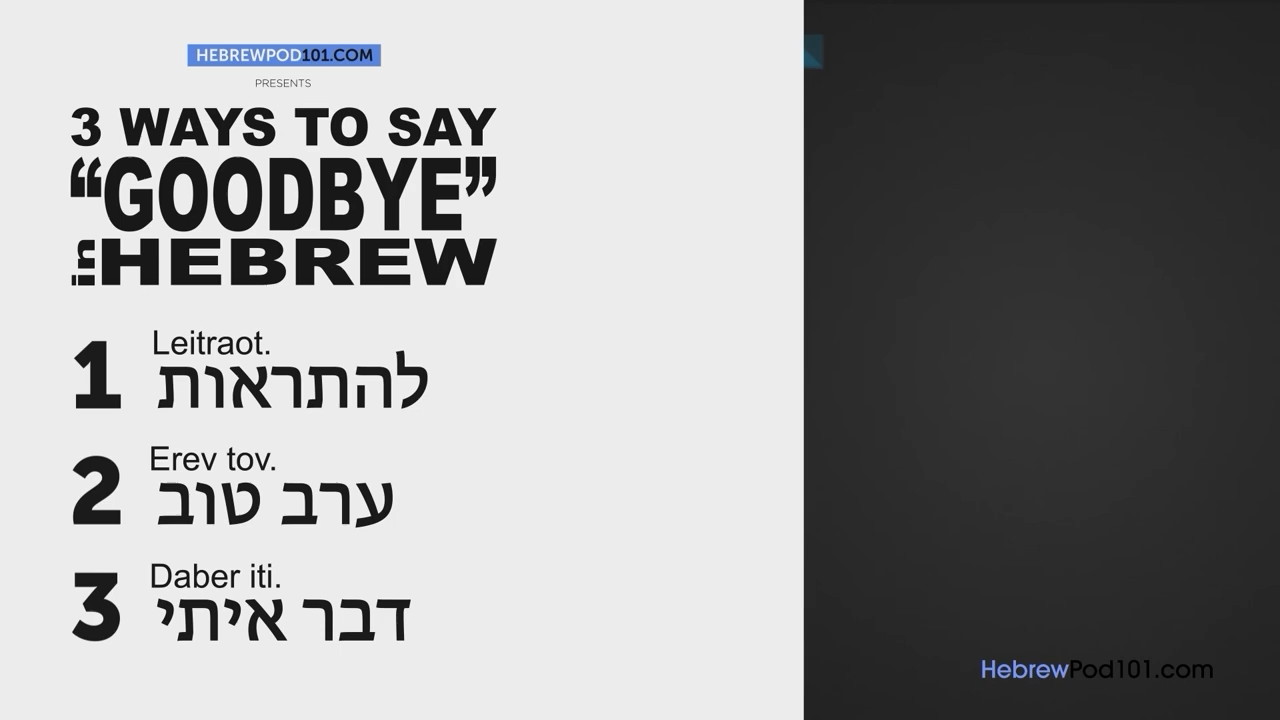 HEBREWPOD101.COM
PRESENTS
3 WAYS TO SAY
“GOODBYE”
in HEBREW
1 Leitraot.
להתראות
2 Erev tov.
ערב טוב
3 Daber iti.
דבר איתי
HebrewPod101.com